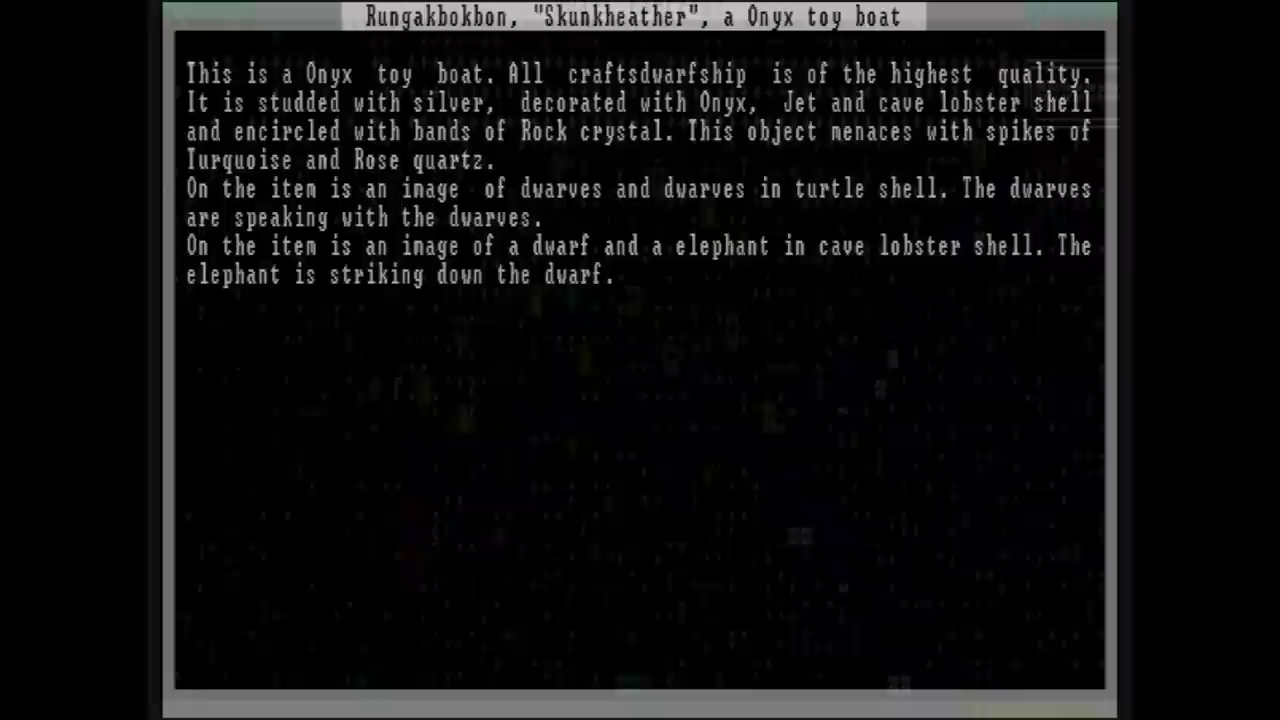 Rungakbokbon, "Skunkheather", a Onyx toy boat
This is a Onyx toy boat. All craftsdwarfship is of the highest quality.
It is studded with silver, decorated with Onyx, Jet and cave lobster shell
and encircled with bands of Rock crystal. This object menaces with spikes of
Turquoise and Rose quartz.
On the item is an image of dwarves and dwarves in turtle shell. The dwarves
are speaking with the dwarves.
On the item is an image of a dwarf and a elephant in cave lobster shell. The
elephant is striking down the dwarf.